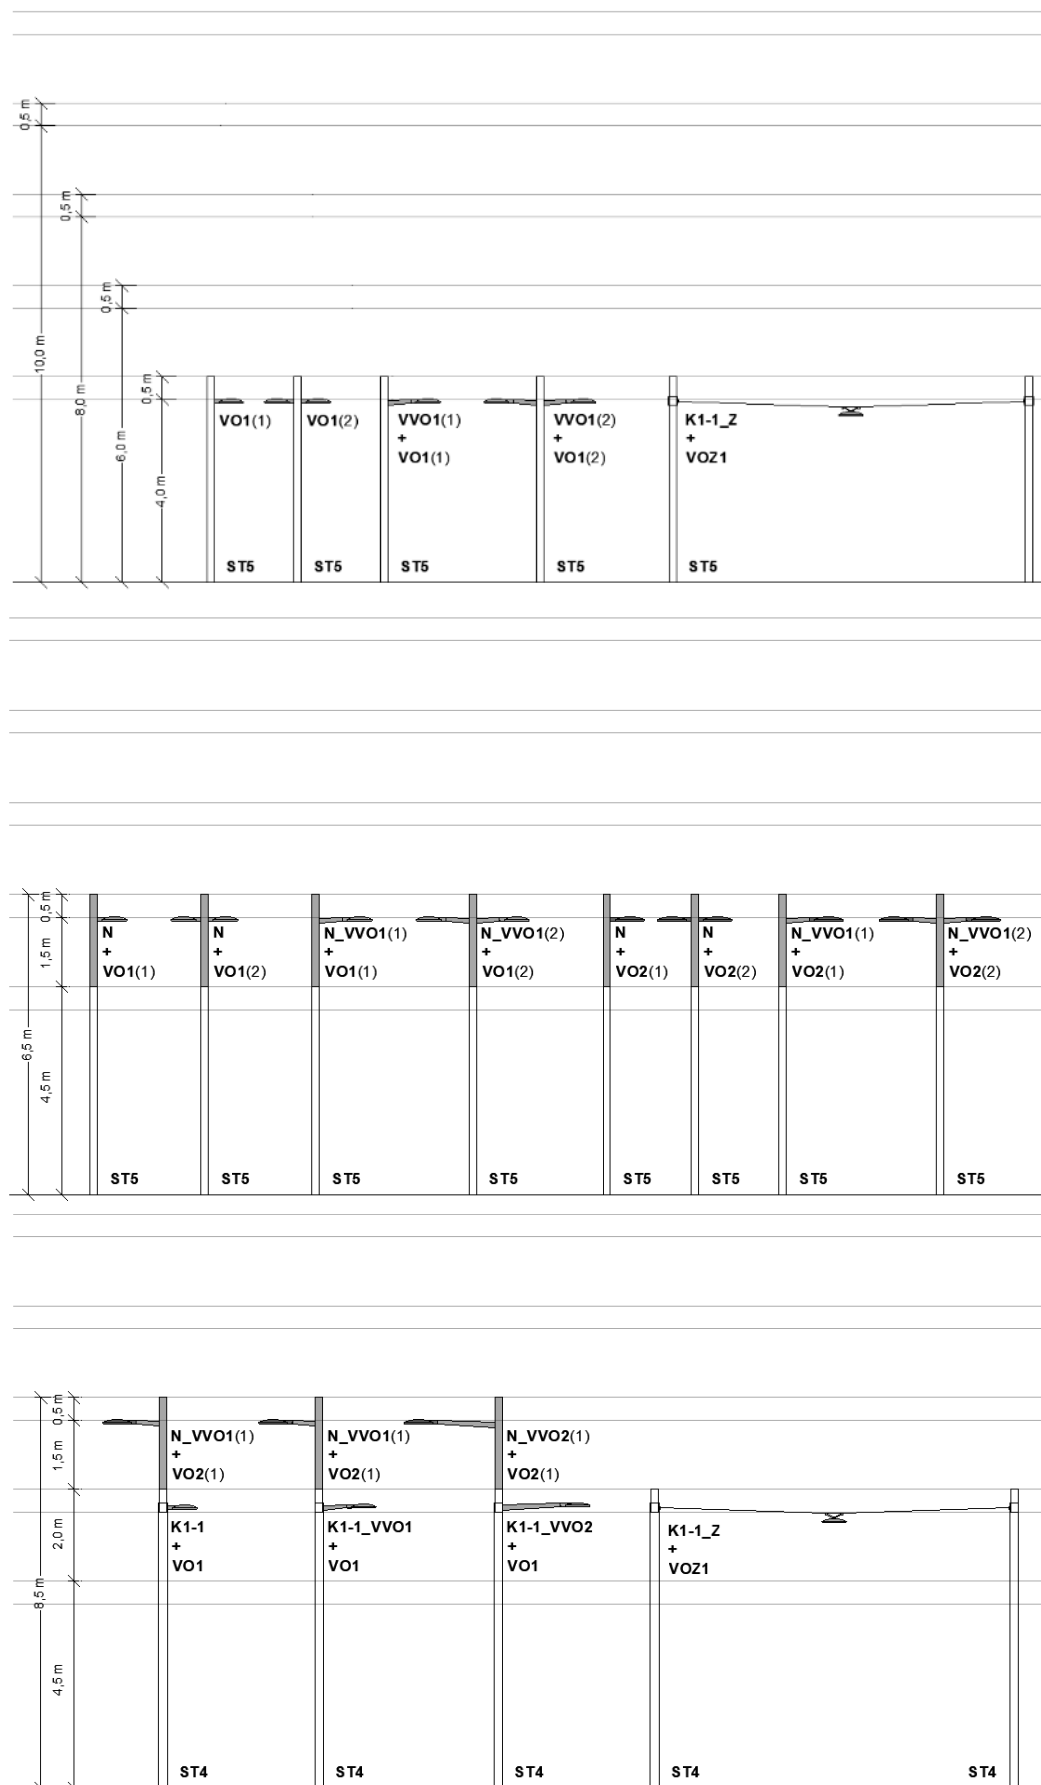 0,5 m
0,5 m
0,5 m
0,5 m
10,0 m
8,0 m
6,0 m
4,0 m
VO1(1)
VO1(2)
VVO1(1)
+
VO1(1)
VVO1(2)
+
VO1(2)
K1-1_Z
+
VOZ1
ST5 ST5 ST5 ST5 ST5
0,5 m
1,5 m
6,5 m
4,5 m
N
+
VO1(1)
N
+
VO1(2)
N_VVO1(1)
+
VO1(1)
N_VVO1(2)
+
VO1(2)
N
+
VO2(1)
N
+
VO2(2)
N_VVO1(1)
+
VO2(1)
N_VVO1(2)
+
VO2(2)
ST5 ST5 ST5 ST5 ST5 ST5 ST5 ST5
0,5 m
1,5 m
2,0 m
8,5 m
4,5 m
N_VVO1(1)
+
VO2(1)
N_VVO1(1)
+
VO2(1)
N_VVO2(1)
+
VO2(1)
K1-1
+
VO1
K1-1_VVO1
+
VO1
K1-1_VVO2
+
VO1
K1-1_Z
+
VOZ1
ST4 ST4 ST4 ST4 ST4